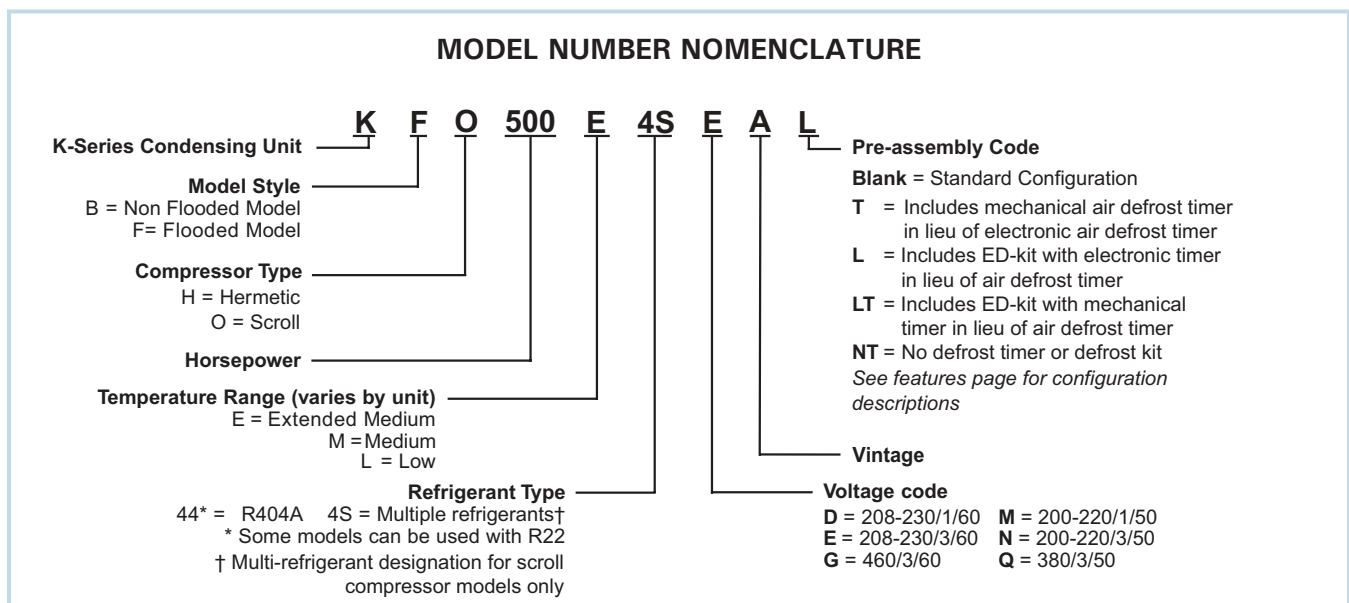 MODEL NUMBER NOMENCLATURE
K F O 500 E 4S E A L
K-Series Condensing Unit
Model Style
B = Non Flooded Model
F= Flooded Model
Compressor Type
H = Hermetic
O = Scroll
Horsepower
Temperature Range (varies by unit)
E = Extended Medium
M =Medium
L = Low
Refrigerant Type
44* = R404A 4S = Multiple refrigerants†
* Some models can be used with R22
† Multi-refrigerant designation for scroll
compressor models only
Pre-assembly Code
Blank = Standard Configuration
T = Includes mechanical air defrost timer
in lieu of electronic air defrost timer
L = Includes ED-kit with electronic timer
in lieu of air defrost timer
LT = Includes ED-kit with mechanical
timer in lieu of air defrost timer
NT = No defrost timer or defrost kit
See features page for configuration
descriptions
Vintage
Voltage code
D = 208-230/1/60 M = 200-220/1/50
E = 208-230/3/60 N = 200-220/3/50
G = 460/3/60 Q = 380/3/50